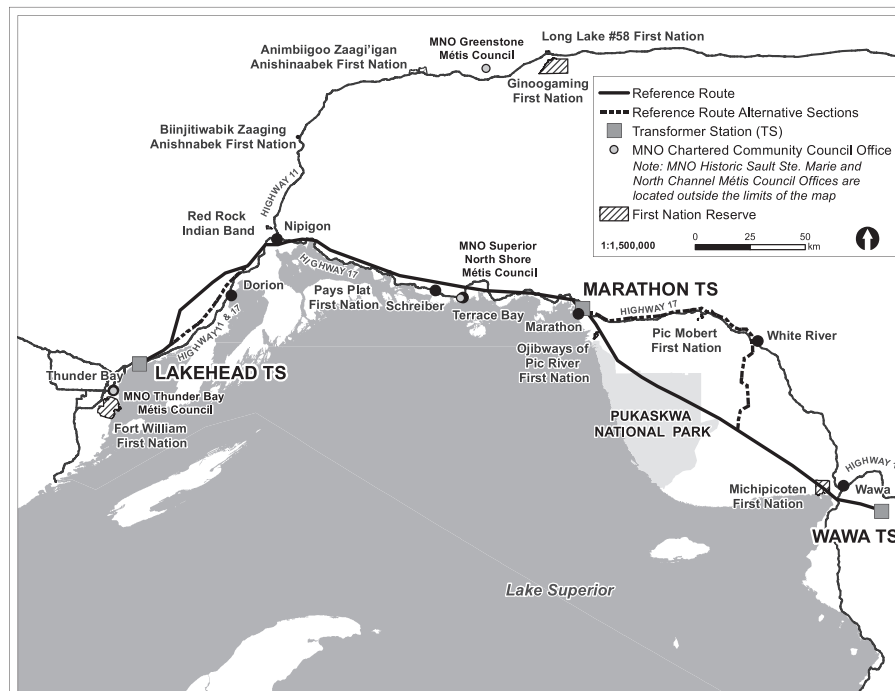 Long Lake #58 First Nation
MNO Greenstone
Métis Council
Animbiigoo Zaagi'igan
Anishinaabek First Nation
Ginoogaming
First Nation
Biinjitiwabik Zaaging
Anishnabek First Nation
HIGHWAY 11
Red Rock
Indian Band
Nipigon
HIGHWAY 17
Dorion
HIGHWAY 11 & 17
Pays Plat
First Nation
Schreiber
MNO Superior
North Shore
Métis Council
Terrace Bay
MARATHON TS
Marathon
HIGHWAY 17
Ojibways of
Pic River
First Nation
Pic Mobert
First Nation
White River
Thunder Bay
LAKEHEAD TS
MNO Thunder Bay
Métis Council
Fort William
First Nation
PUKASKWA
NATIONAL PARK
Michipicoten
First Nation
HIGHWAY 1
Wawa
WAWA TS
Lake Superior
Reference Route
Reference Route Alternative Sections
Transformer Station (TS)
MNO Chartered Community Council Office
Note: MNO Historic Sault Ste. Marie and
North Channel Métis Council Offices are
located outside the limits of the map
First Nation Reserve
1:1,500,000
0 25 50
km